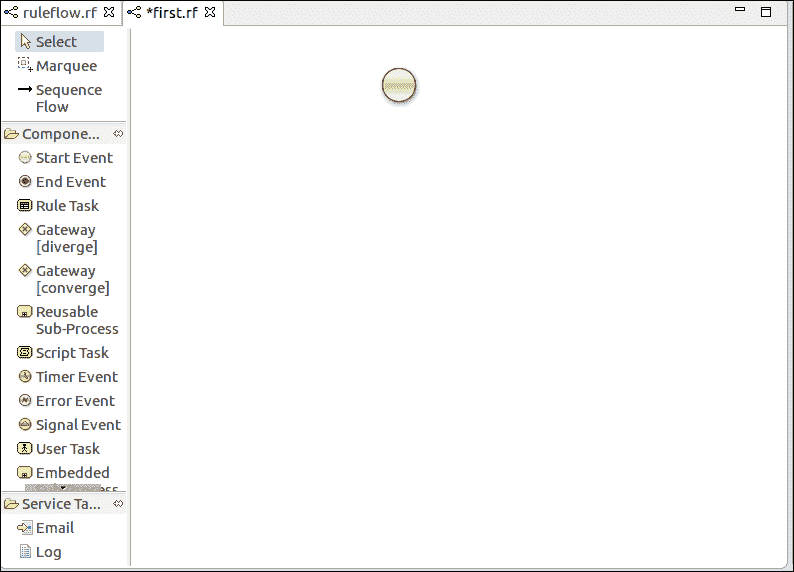 ruleflow.rf
*first.rf
Select
Marquee
Sequence
Flow
Compone...
Start Event
End Event
Rule Task
Gateway
[diverge]
Gateway
[converge]
Reusable
Sub-Process
Script Task
Timer Event
Error Event
Signal Event
User Task
Embedded
Service Ta...
Email
Log